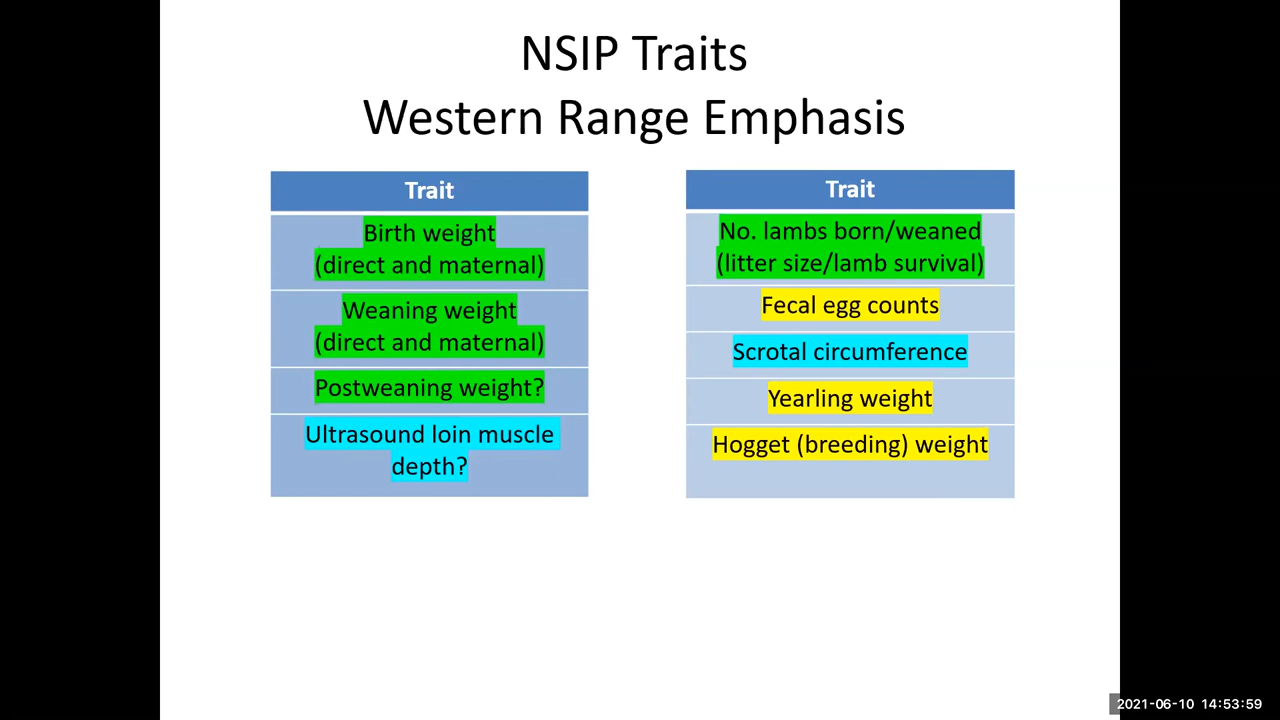 NSIP Traits
Western Range Emphasis
Trait
Birth weight
(direct and maternal)
Weaning weight
(direct and maternal)
Postweaning weight?
Ultrasound loin muscle
depth?
Trait
No. lambs born/weaned
(litter size/lamb survival)
Fecal egg counts
Scrotal circumference
Yearling weight
Hogget (breeding) weight
2021-06-10 14:53:59